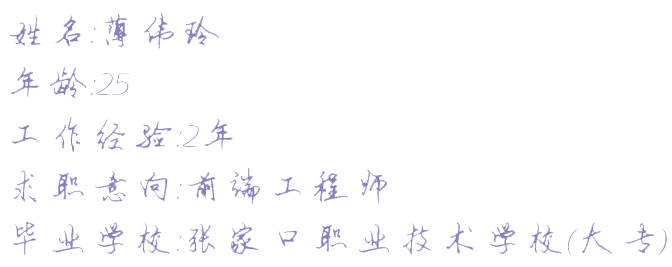 姓名:薄伟玲
年龄:25
工作经验:2年
求职意向:前端工程师
毕业学校:张家口职业技术学校(大专)